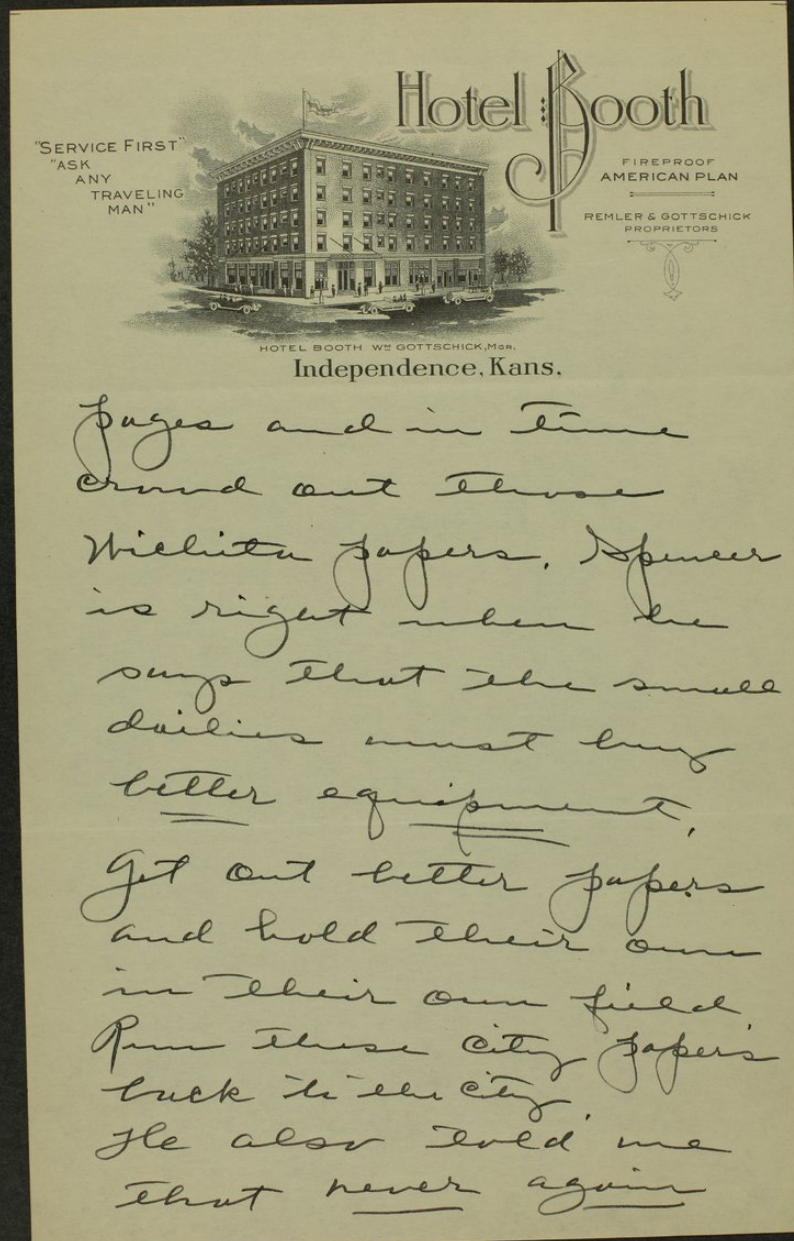 Hotel Booth
"SERVICE FIRST"
"ASK
ANY
TRAVELING
MAN"
FIREPROOF
AMERICAN PLAN
REMLER & GOTTSCHICK
PROPRIETORS
HOTEL BOOTH Wᴹ GOTTSCHICK, MGR.
Independence, Kans.
pages and in time
crowd out those
Wichita papers. Spencer
is right when he
says that the small
dailies must buy
better equipment,
Get out better papers
and hold their own
in their own field.
Run these city papers
back to the city.
He also told me
that never again